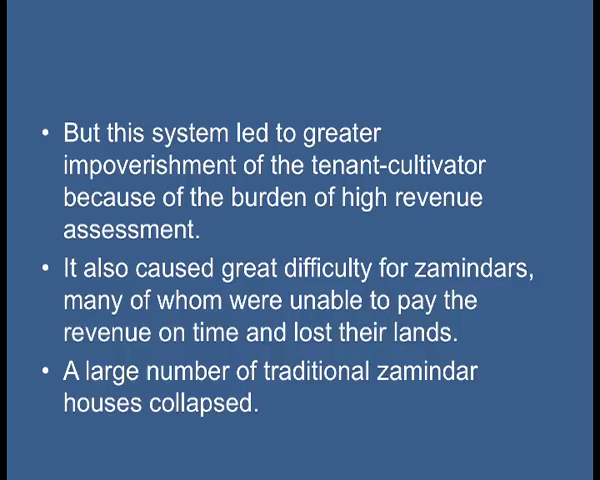 • But this system led to greater
impoverishment of the tenant-cultivator
because of the burden of high revenue
assessment.
• It also caused great difficulty for zamindars,
many of whom were unable to pay the
revenue on time and lost their lands.
• A large number of traditional zamindar
houses collapsed.